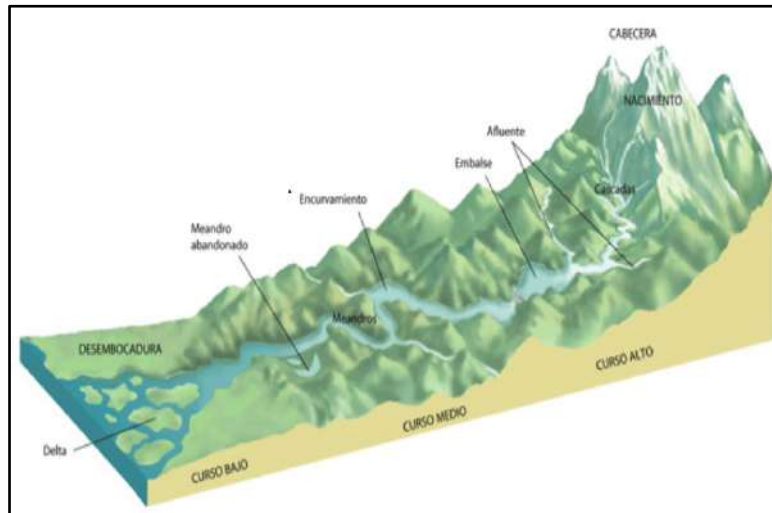 CABECERA
NACIMIENTO
Afluente
Embalse
Cascadas
Encurvamiento
Meandro
abandonado
Meandros
DESEMBOCADURA
Delta
CURSO BAJO
CURSO MEDIO
CURSO ALTO